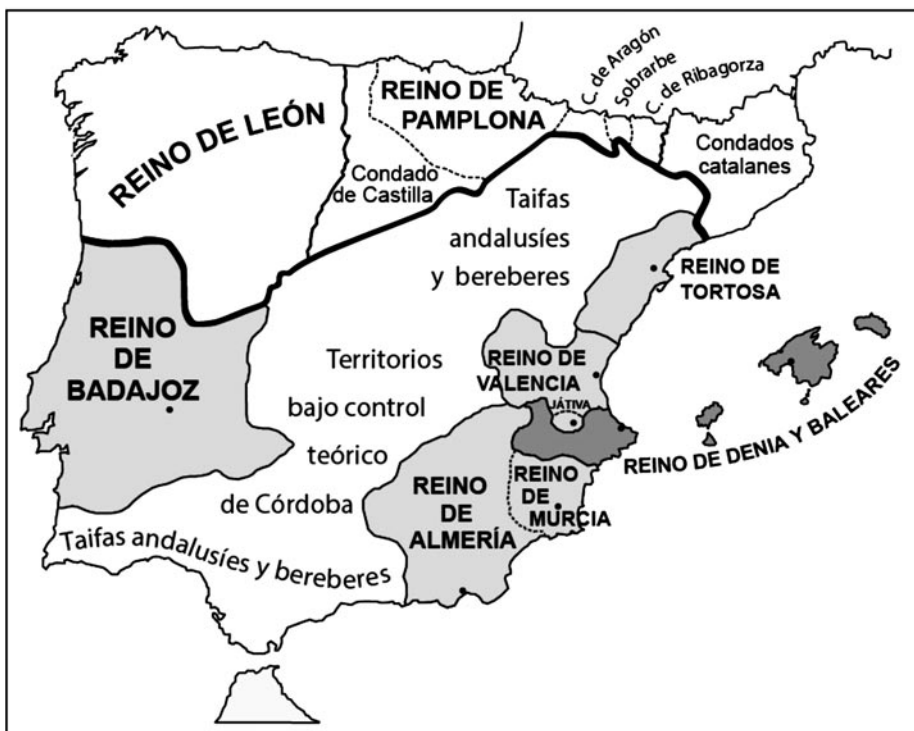 REINO DE LEÓN
REINO DE
PAMPLONA
C. de Aragón
Sobrarbe
C. de Ribagorza
Condado
de Castilla
Condados
catalanes
Taifas
andalusíes
y bereberes
REINO DE
TORTOSA
REINO
DE
BADAJOZ
Territorios
bajo control
teórico
de Córdoba
REINO DE
VALENCIA
JÁTIVA
REINO DE DENIA Y BALEARES
REINO
DE
ALMERÍA
REINO
DE
MURCIA
Taifas andalusíes y bereberes